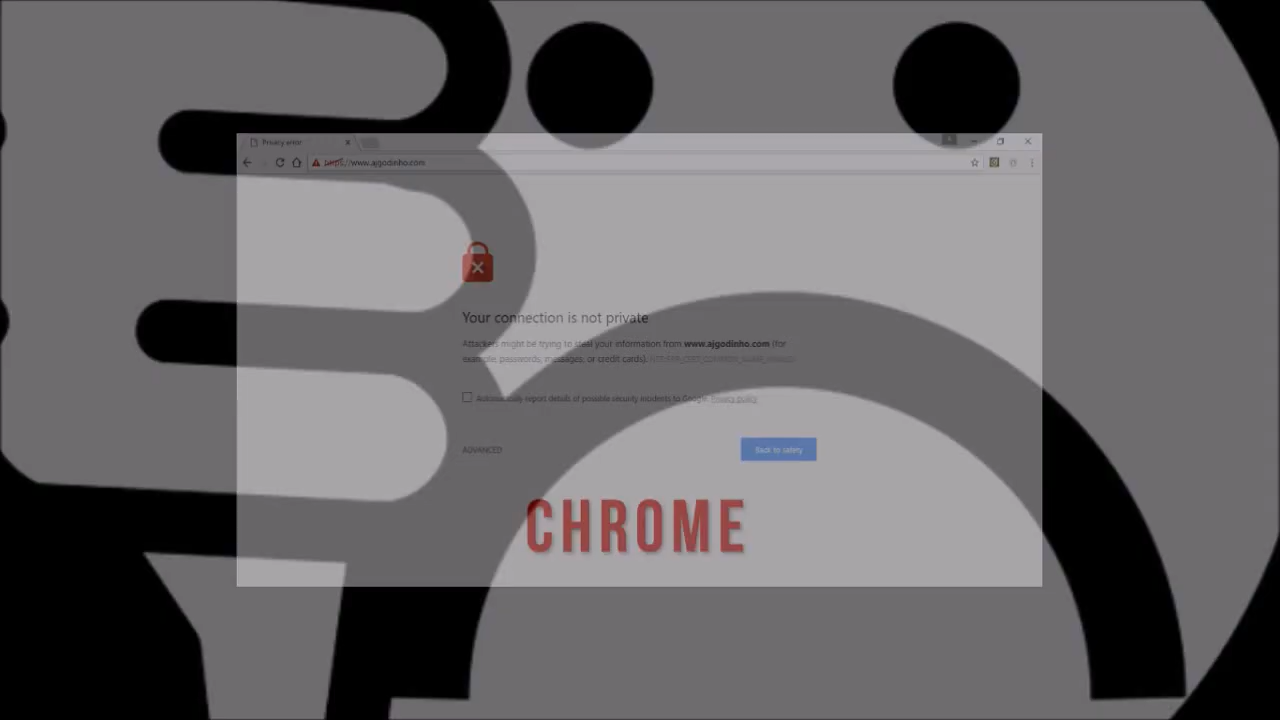 Privacy error
https://www.ajgodinho.com
Your connection is not private
Attackers might be trying to steal your information from www.ajgodinho.com (for
example, passwords, messages, or credit cards). NET::ERR_CERT_COMMON_NAME_INVALID
Automatically report details of possible security incidents to Google. Privacy policy
ADVANCED
Back to safety
CHROME